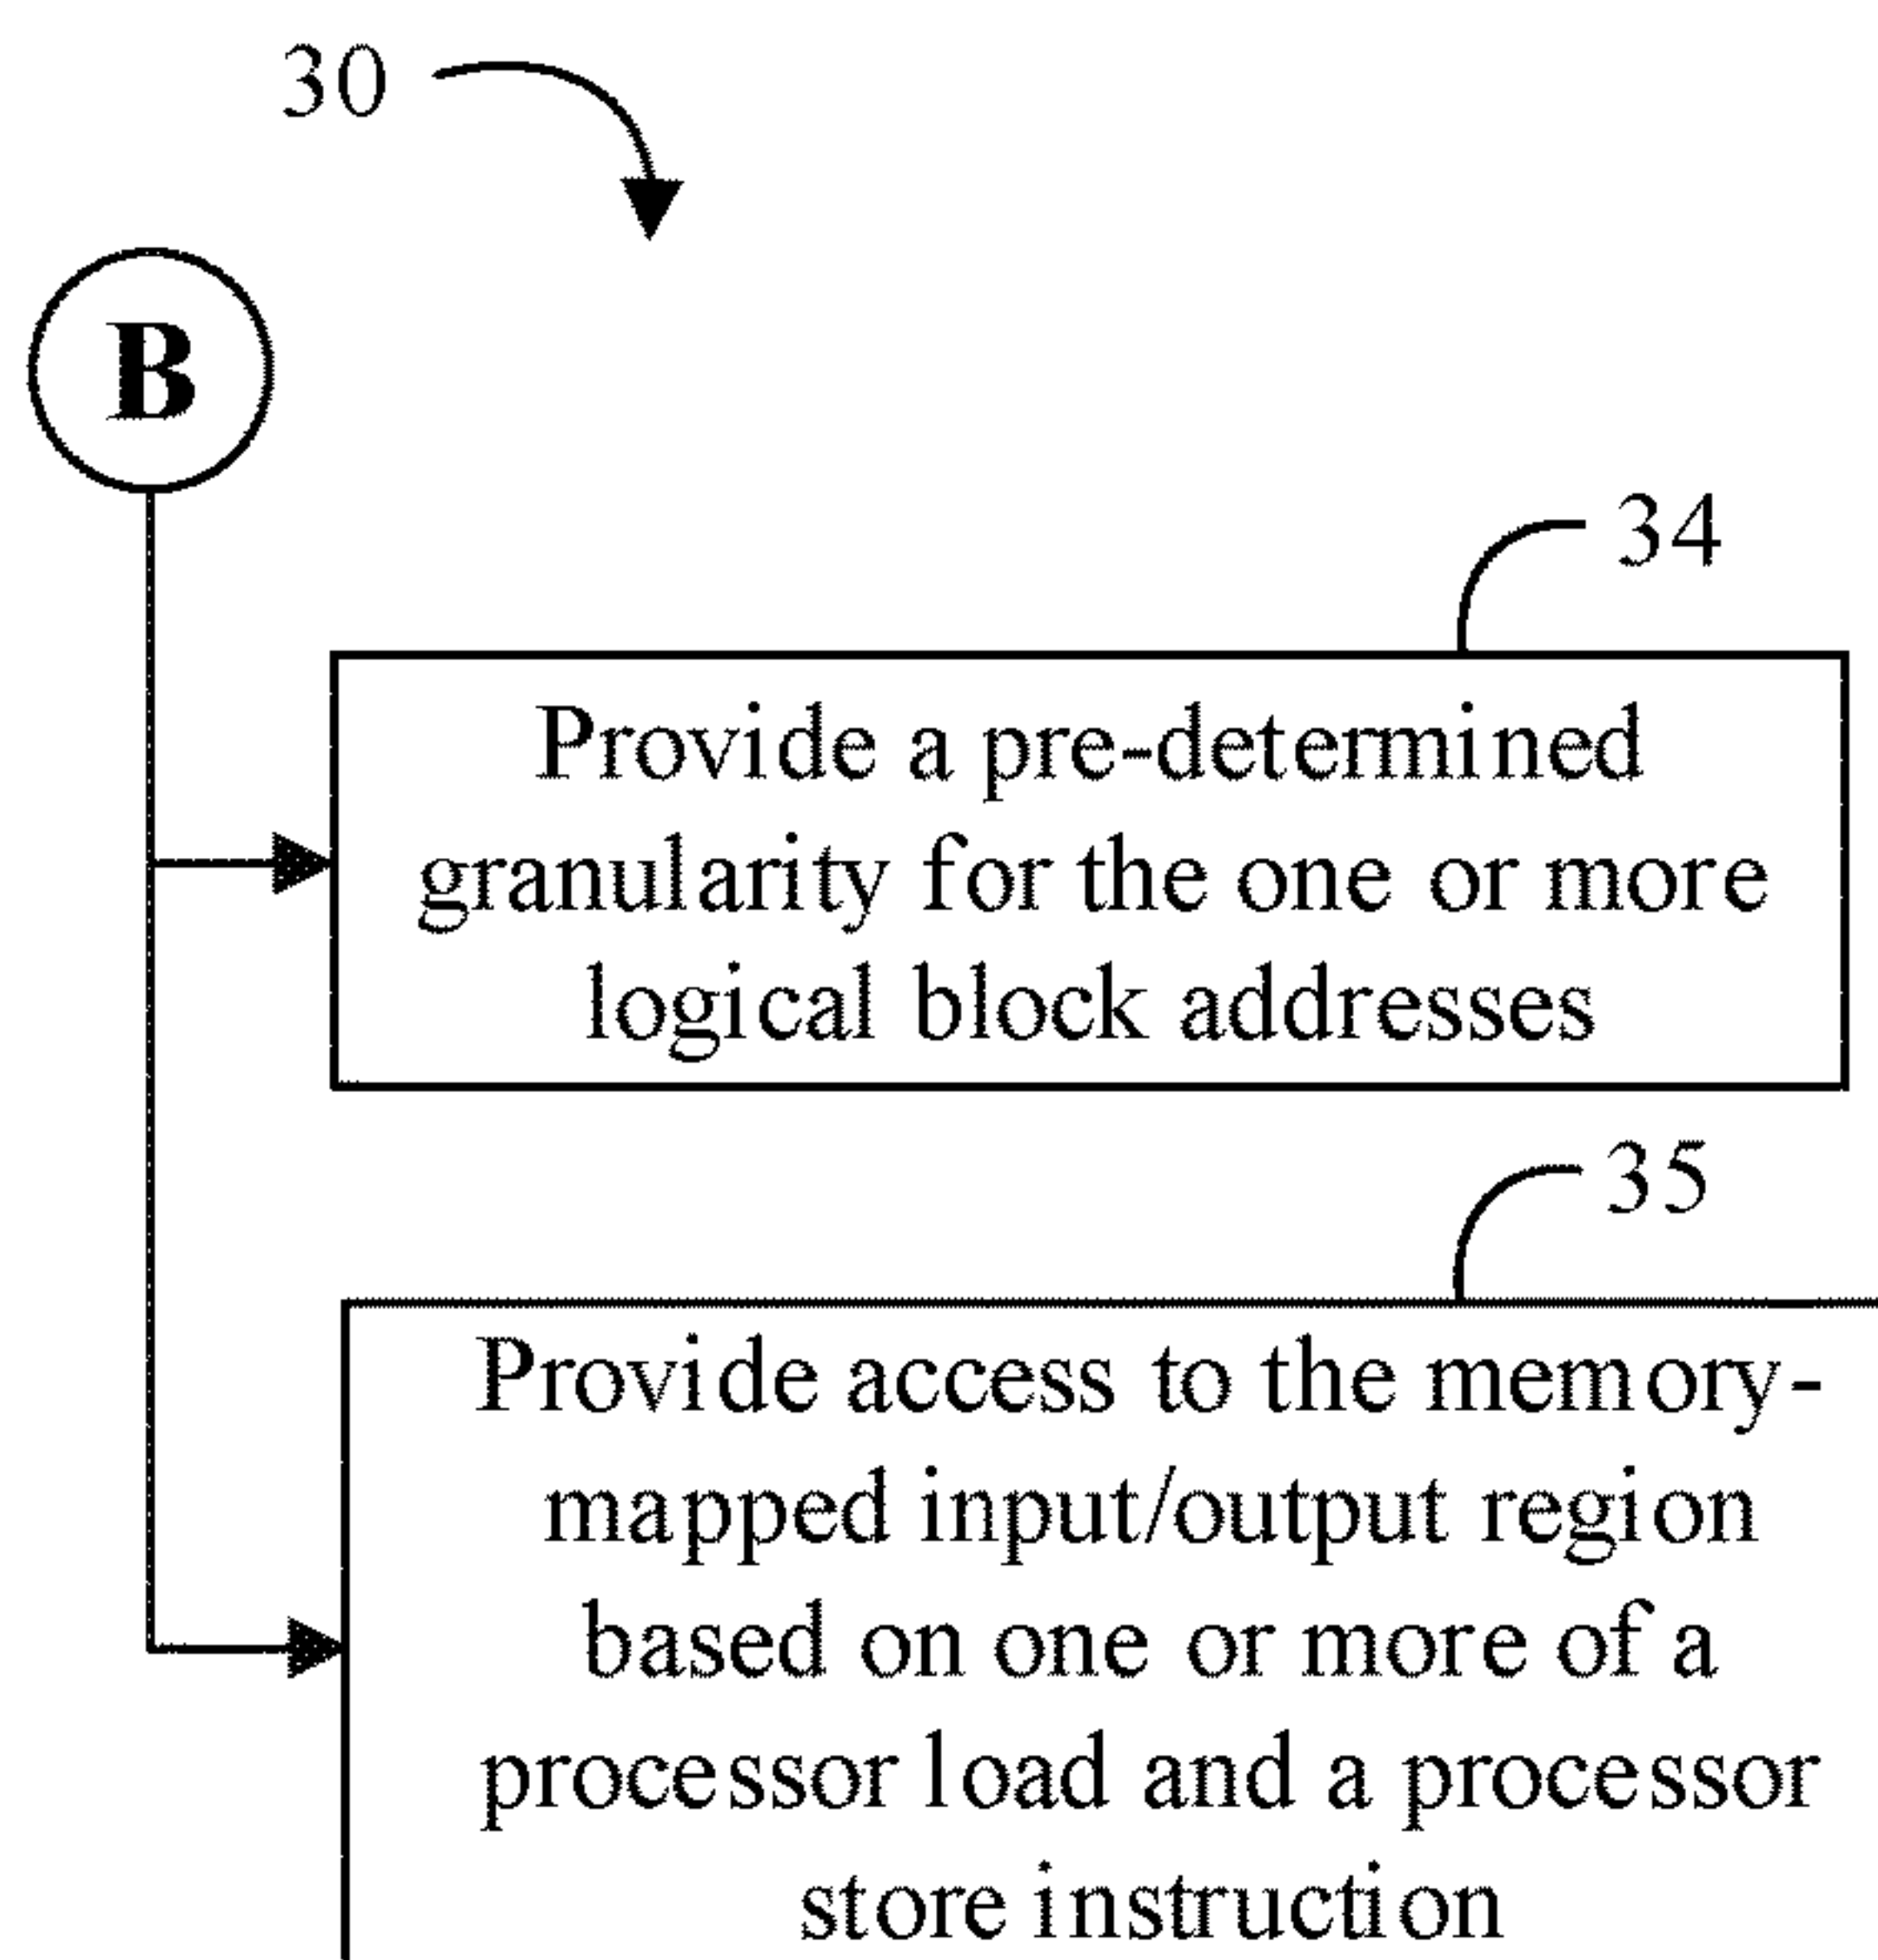 30
B
34
Provide a pre-determined
granularity for the one or more
logical block addresses
35
Provide access to the memory-
mapped input/output region
based on one or more of a
processor load and a processor
store instruction